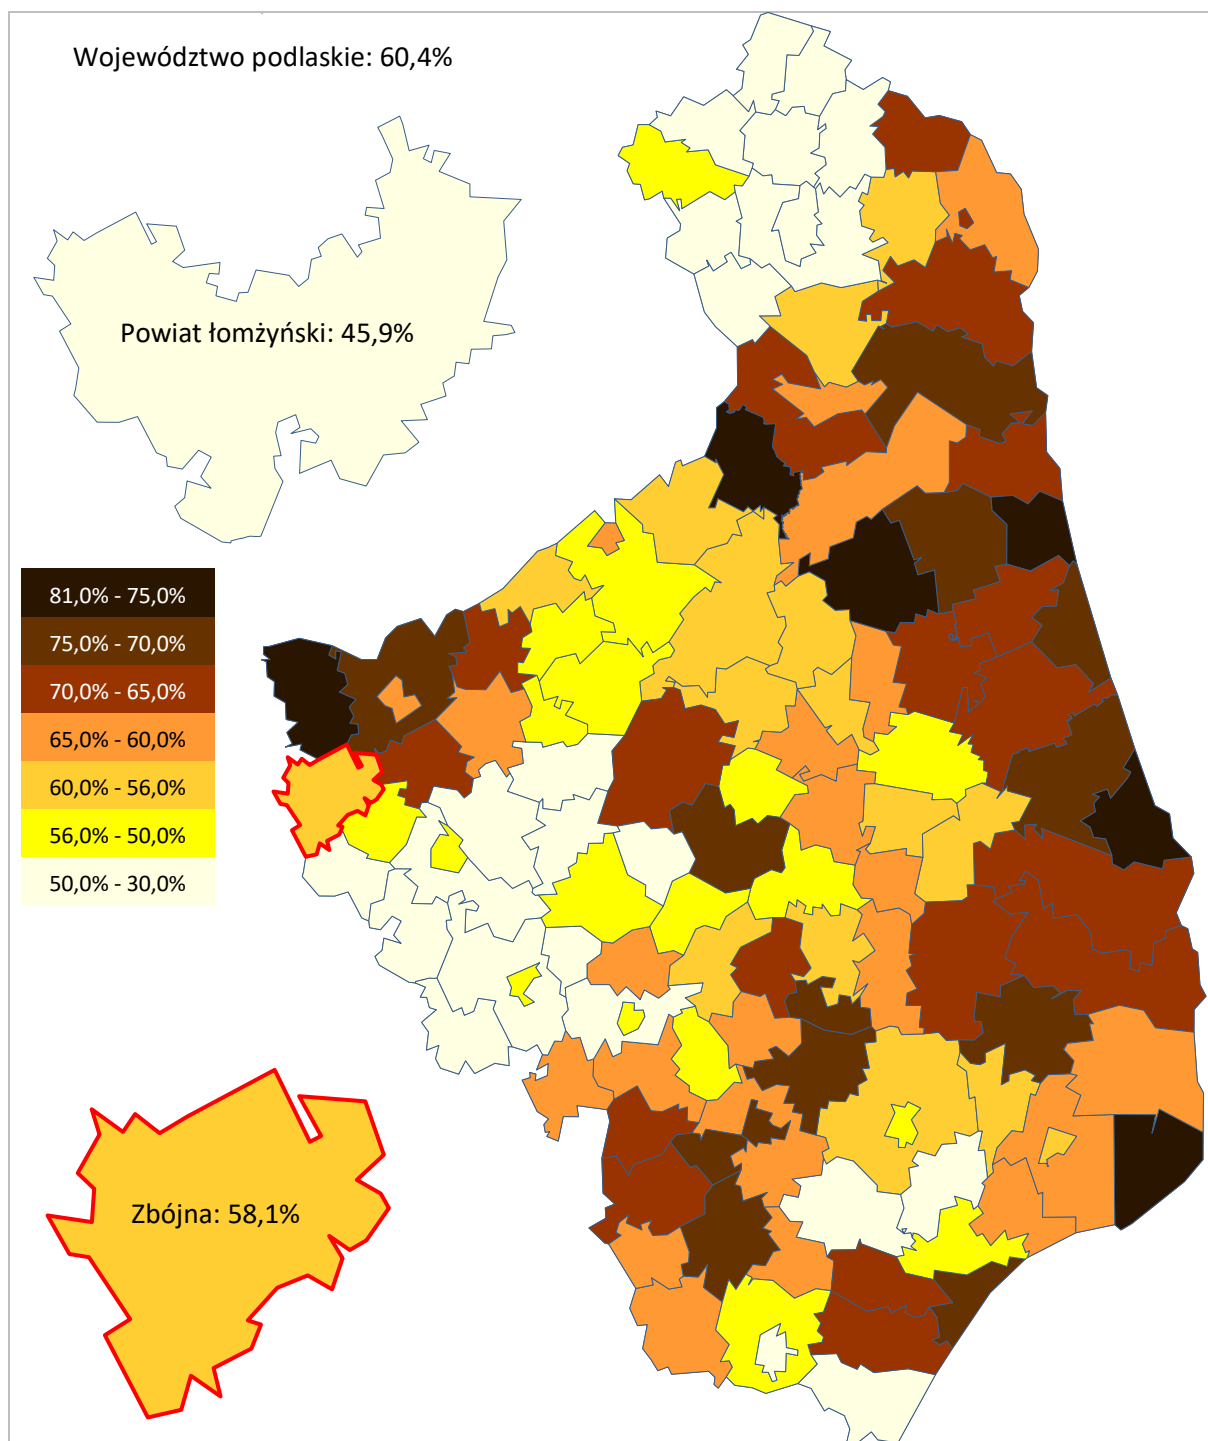 Województwo podlaskie: 60,4%
Powiat łomżyński: 45,9%
81,0% - 75,0%
75,0% - 70,0%
70,0% - 65,0%
65,0% - 60,0%
60,0% - 56,0%
56,0% - 50,0%
50,0% - 30,0%
Zbójna: 58,1%